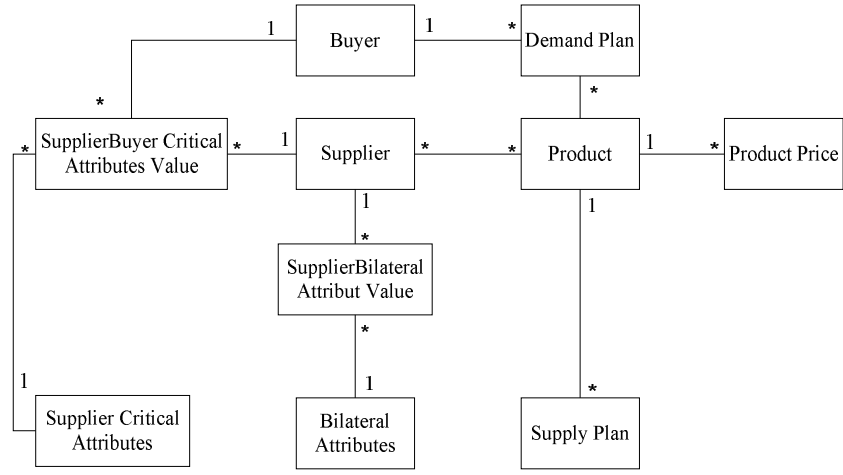 1
Buyer
1
*
Demand Plan
*
*
*
SupplierBuyer Critical
Attributes Value
*
1
Supplier
*
*
Product
1
*
Product Price
1
1
*
SupplierBilateral
Attribut Value
*
1
1
*
Supplier Critical
Attributes
Bilateral
Attributes
Supply Plan